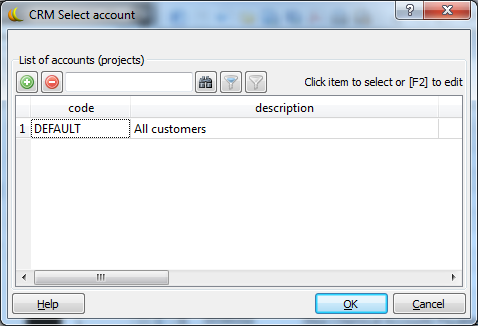 CRM Select account
List of accounts (projects)
Click item to select or [F2] to edit
code description
1 DEFAULT All customers
Help OK Cancel